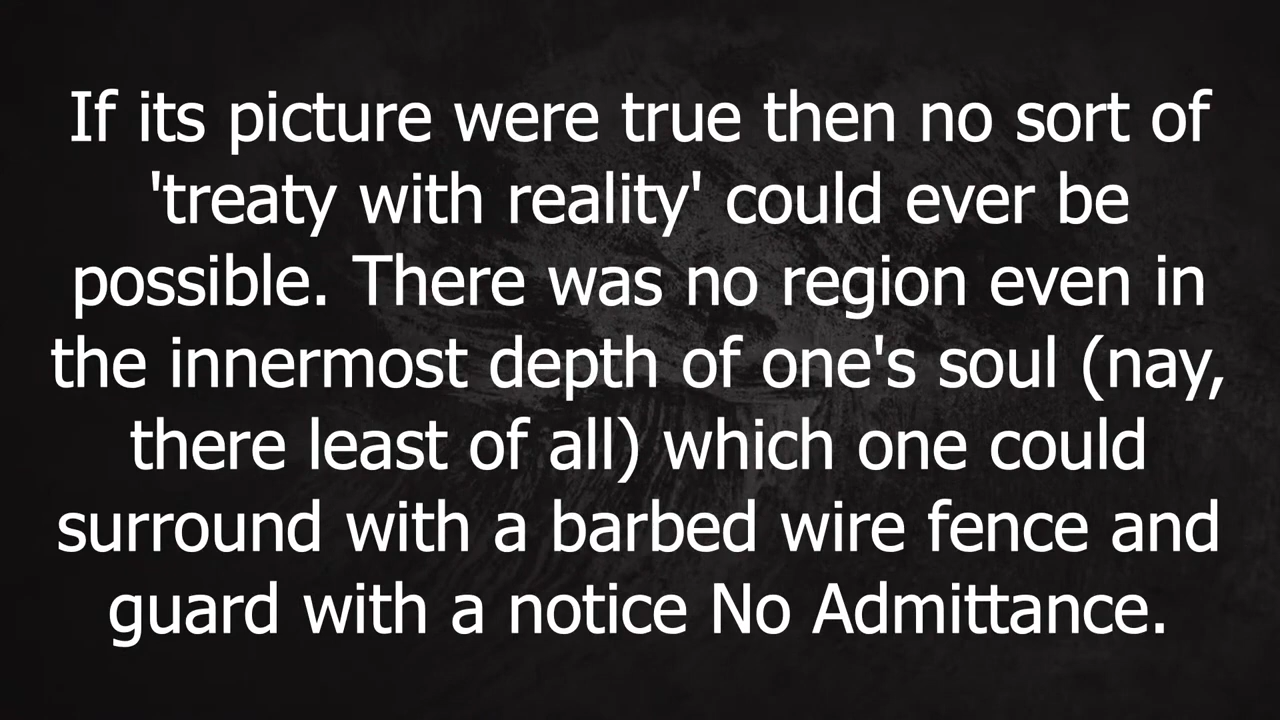 If its picture were true then no sort of
'treaty with reality' could ever be
possible. There was no region even in
the innermost depth of one's soul (nay,
there least of all) which one could
surround with a barbed wire fence and
guard with a notice No Admittance.